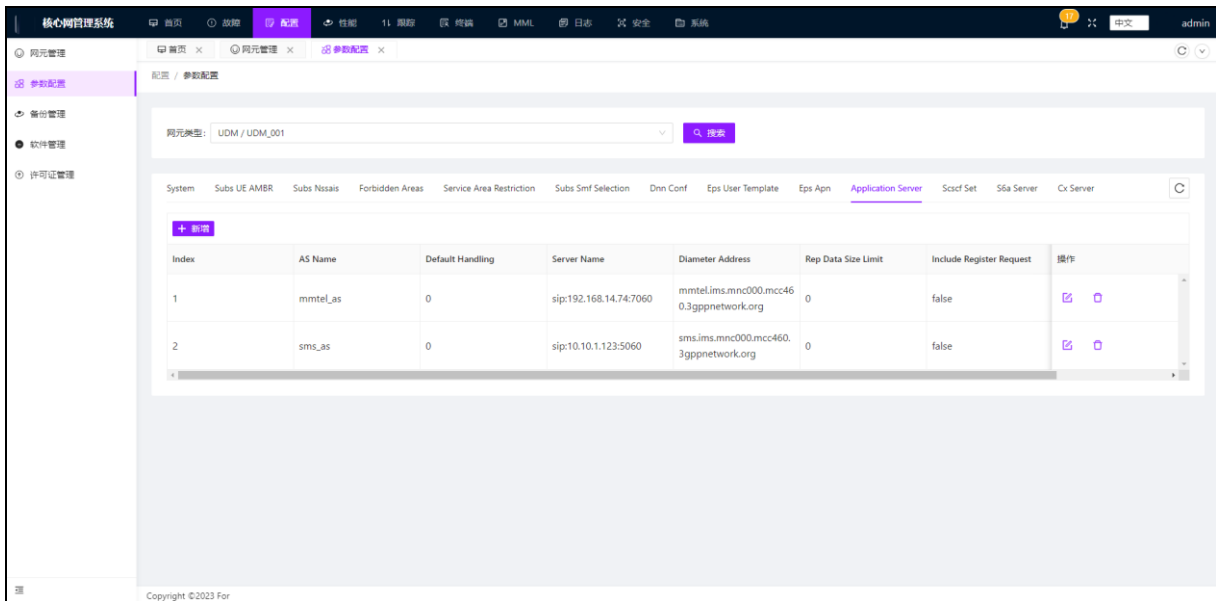 核心网管理系统 首页 故障 配置 性能 跟踪 终端 MML 日志 安全 系统 17 中文 admin
网元管理 首页 网元管理 参数配置
参数配置
配置 / 参数配置
备份管理
网元类型: UDM / UDM_001 搜索
软件管理
许可证管理
System Subs UE AMBR Subs Nssais Forbidden Areas Service Area Restriction Subs Smf Selection Dnn Conf Eps User Template Eps Apn Application Server Scscf Set S6a Server Cx Server
+ 新增
Index AS Name Default Handling Server Name Diameter Address Rep Data Size Limit Include Register Request 操作
1 mmtel_as 0 sip:192.168.14.74:7060 mmtel.ims.mnc000.mcc46 0 false
0.3gppnetwork.org
2 sms_as 0 sip:10.10.1.123:5060 sms.ims.mnc000.mcc460. 0 false
3gppnetwork.org
Copyright ©2023 For